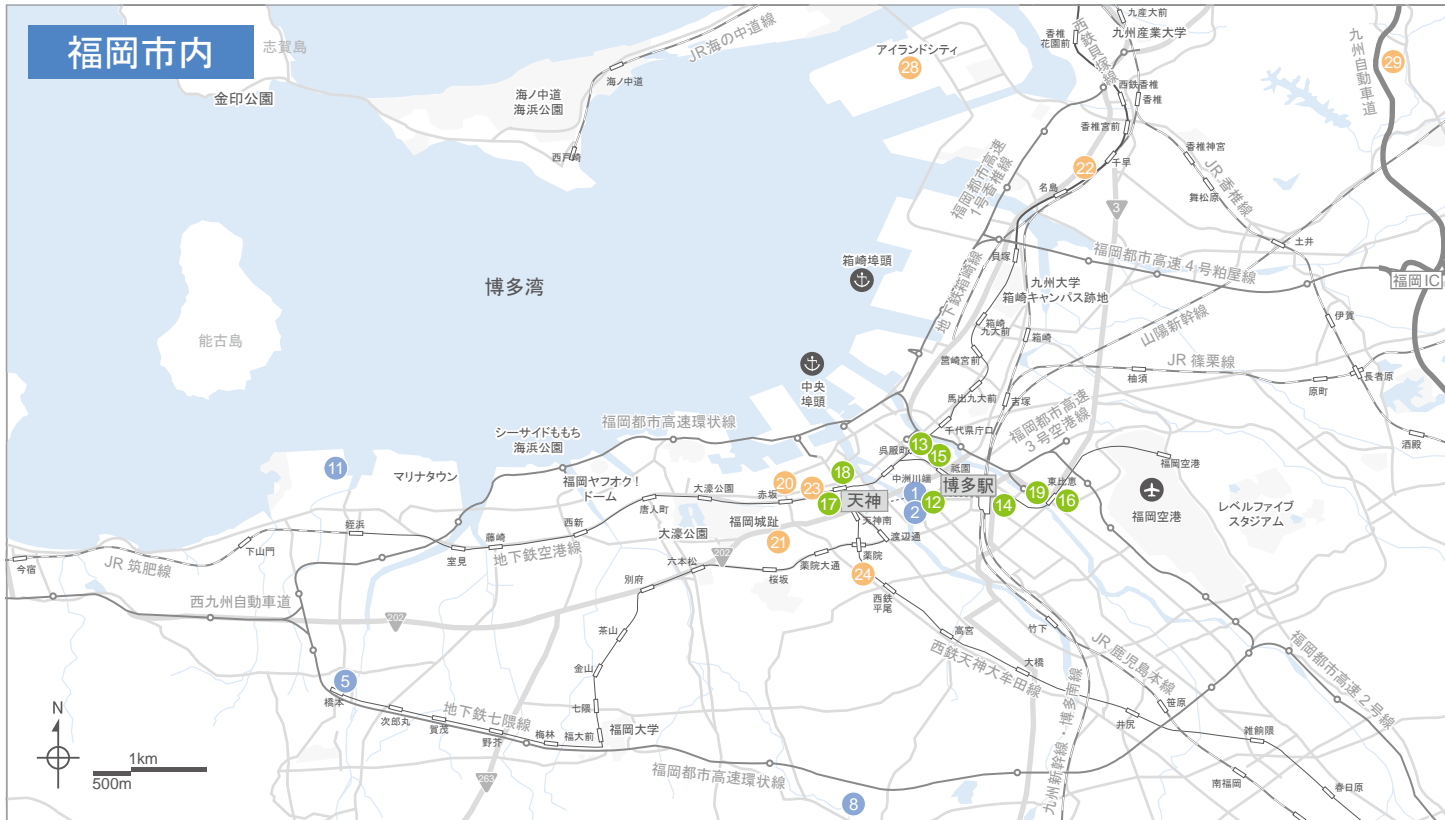 福岡市内
志賀島
金印公園
JR海の中道線
海ノ中道
海ノ中道
海浜公園
西戸崎
アイランドシティ
28
西鉄貝塚線
九産大前
香椎
花園前
九州産業大学
西鉄香椎
香椎
香椎宮前
九州自動車道
29
22
千早
名島
香椎神宮
舞松原
JR 香椎線
土井
3
福岡都市高速
1号香椎線
福岡都市高速4号粕屋線
福岡IC
貝塚
地下鉄箱崎線
九州大学
箱崎キャンパス跡地
箱崎埠頭
博多湾
能古島
箱崎
九大前
箱崎
山陽新幹線
伊賀
筥崎宮前
JR 篠栗線
柚須
原町
長者原
中央
埠頭
馬出九大前
吉塚
酒殿
福岡都市高速環状線
千代県庁口
福岡都市高速
3号空港線
シーサイドももち
海浜公園
呉服町
13
15
祇園
福岡空港
11
マリナタウン
福岡ヤフオク!
ドーム
18
中洲川端
博多駅
東比恵
大濠公園
赤坂
20
23
17
天神
1
2
12
14
19
16
福岡空港
レベルファイブ
スタジアム
姪浜
西新
唐人町
大濠公園
福岡城趾
天神南
渡辺通
下山門
藤崎
室見
地下鉄空港線
21
202
薬院
今宿
JR 筑肥線
六本松
桜坂
薬院大通
24
別府
西鉄
平尾
西九州自動車道
202
茶山
高宮
竹下
金山
大橋
西鉄天神大牟田線
JR 鹿児島本線
福岡都市高速2号線
5
橋本
七隈
笹原
次郎丸
賀茂
地下鉄七隈線
野芥
梅林
福大前
福岡大学
井尻
雑餉隈
九州新幹線・博多南線
N
1km
500m
263
福岡都市高速環状線
8
南福岡
春日原